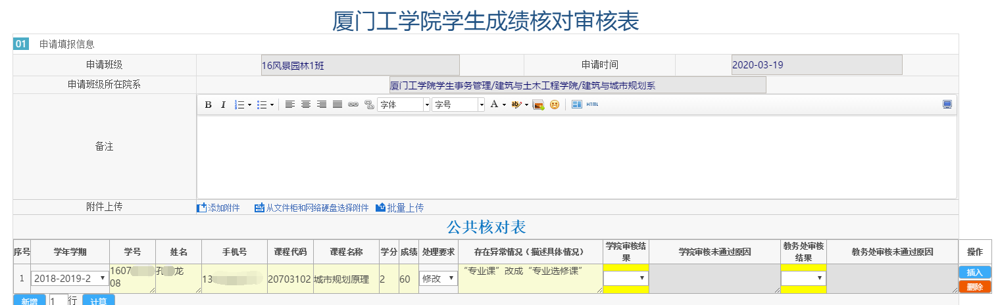 厦门工学院学生成绩核对审核表
01 申请填报信息
申请班级 16风景园林1班 申请时间 2020-03-19
申请班级所在院系 厦门工学院学生事务管理/建筑与土木工程学院/建筑与城市规划系
B I 字体 字号 A ab HTML
备注
附件上传 添加附件 从文件柜和网络硬盘选择附件 批量上传
公共核对表
序号 学年学期 学号 姓名 手机号 课程代码 课程名称 学分 成绩 处理要求 存在异常情况（描述具体情况） 学院审核结果 学院审核未通过原因 教务处审核结果 教务处审核未通过原因 操作
1 2018-2019-2 1607 08 孔 龙 13 20703102 城市规划原理 2 60 修改 “专业课”改成“专业选修课” 插入
删除
新增 1 行 计算